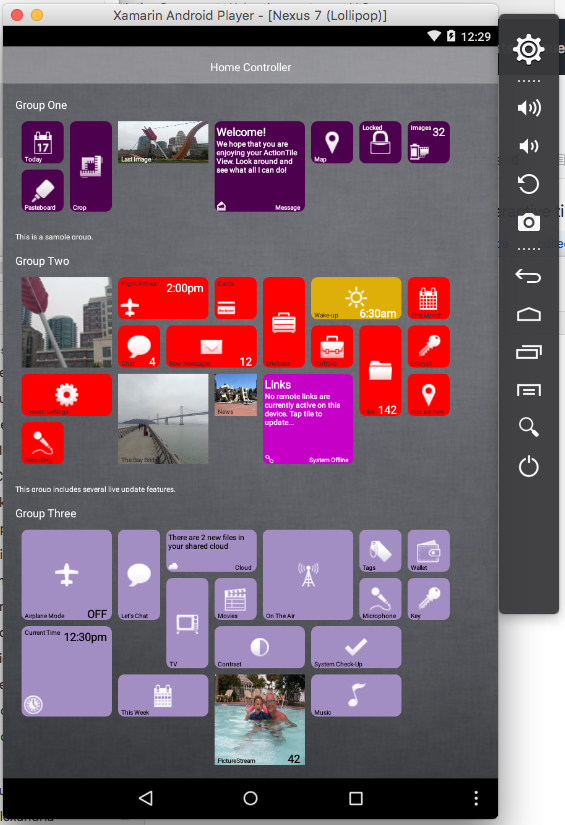 Xamarin Android Player - [Nexus 7 (Lollipop)]
12:29
Home Controller
Group One
17
Today
Pasteboard
Crop
Last Image
Welcome!
We hope that you are
enjoying your ActionTile
View. Look around and
see what all I can do!
Message
Map
Locked
Images 32
This is a sample group.
Group Two
Flight Arrives
2:00pm
Cards
Wake-up
6:30am
Chat
4
New Messages
12
System Settings
The Bay Bridge
News
Links
No remote links are
currently active on this
device. Tap tile to
update...
System Offline
Files
142
Recording
This group includes several live update features.
Group Three
Airplane Mode
OFF
Let's Chat
There are 2 new files in
your shared cloud
Cloud
On The Air
Tags
Wallet
TV
Movies
Microphone
Key
Current Time
12:30pm
Contrast
System Check-Up
This Week
PictureStream
42
Music